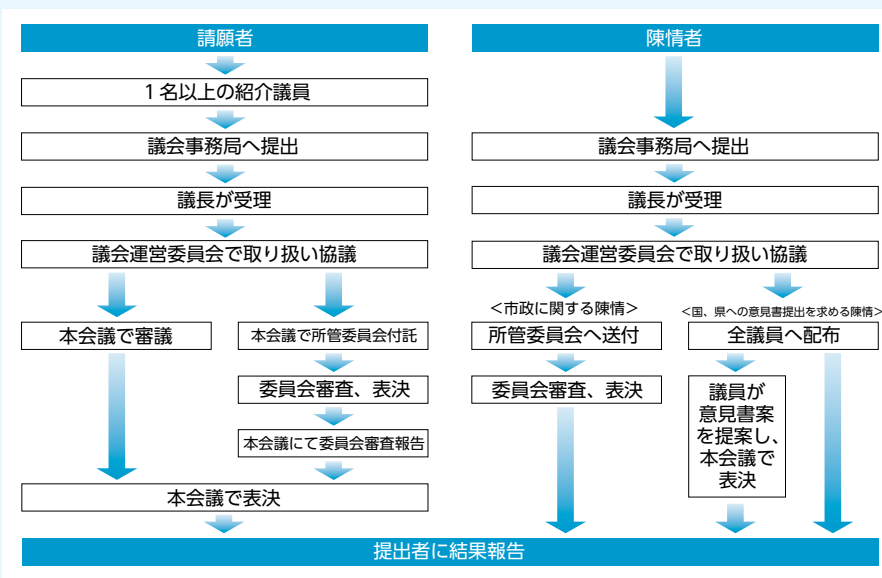 請願者
1名以上の紹介議員
議会事務局へ提出
議長が受理
議会運営委員会で取り扱い協議
本会議で審議
本会議で所管委員会付託
委員会審査、表決
本会議にて委員会審査報告
本会議で表決
陳情者
議会事務局へ提出
議長が受理
議会運営委員会で取り扱い協議
＜市政に関する陳情＞
所管委員会へ送付
委員会審査、表決
＜国、県への意見書提出を求める陳情＞
全議員へ配布
議員が
意見書案
を提案し、
本会議で
表決
提出者に結果報告